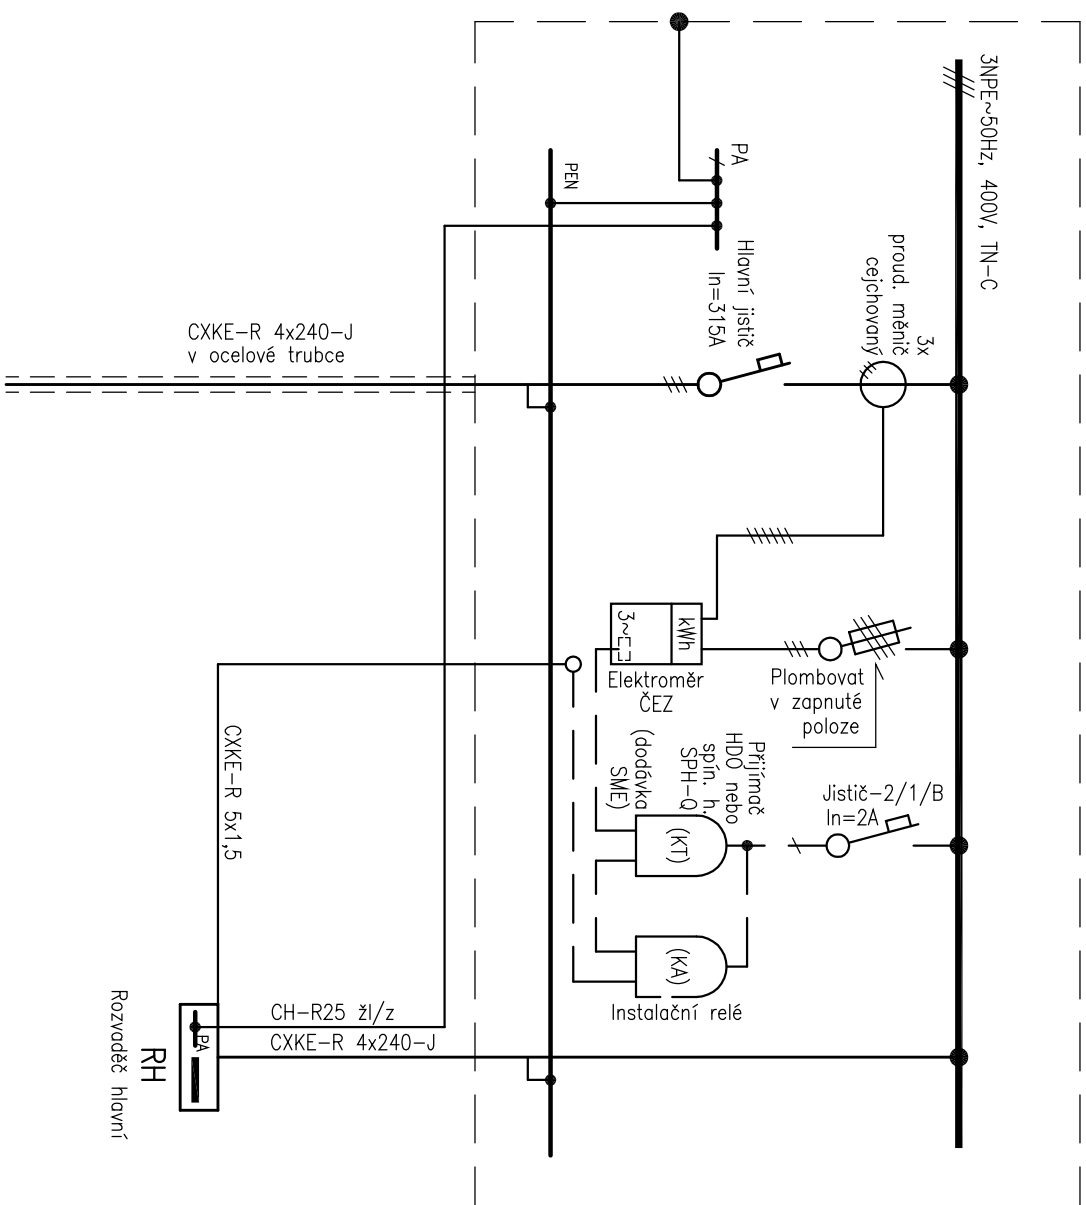 3NPE~50Hz, 400V, TN-C
PA
PEN
Hlavní jistič
In=315A
3x
proud. měnič
cejchovaný
CXKE-R 4x240-J
v ocelové trubce
kWh
3~
Elektroměr
ČEZ
Plombovat
v zapnuté
poloze
Přijímač
HDO nebo
spín. h.
SPH-Q
(dodávka
SME)
Jistič-2/1/B
In=2A
(KT)
(KA)
Instalační relé
CXKE-R 5x1,5
CH-R25 žl/z
CXKE-R 4x240-J
PA
RH
Rozvaděč hlavní